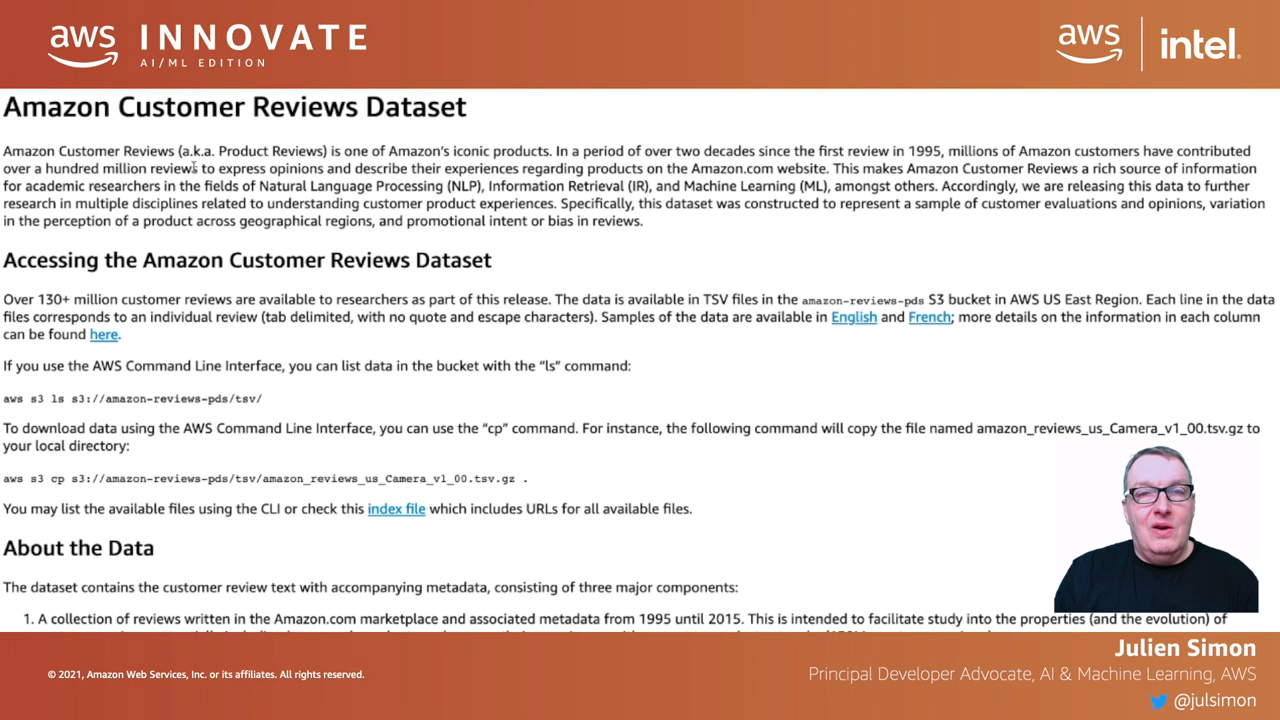 aws INNOVATE
AI/ML EDITION
aws intel.
Amazon Customer Reviews Dataset
Amazon Customer Reviews (a.k.a. Product Reviews) is one of Amazon's iconic products. In a period of over two decades since the first review in 1995, millions of Amazon customers have contributed
over a hundred million reviews to express opinions and describe their experiences regarding products on the Amazon.com website. This makes Amazon Customer Reviews a rich source of information
for academic researchers in the fields of Natural Language Processing (NLP), Information Retrieval (IR), and Machine Learning (ML), amongst others. Accordingly, we are releasing this data to further
research in multiple disciplines related to understanding customer product experiences. Specifically, this dataset was constructed to represent a sample of customer evaluations and opinions, variation
in the perception of a product across geographical regions, and promotional intent or bias in reviews.
Accessing the Amazon Customer Reviews Dataset
Over 130+ million customer reviews are available to researchers as part of this release. The data is available in TSV files in the amazon-reviews-pds S3 bucket in AWS US East Region. Each line in the data
files corresponds to an individual review (tab delimited, with no quote and escape characters). Samples of the data are available in English and French; more details on the information in each column
can be found here.
If you use the AWS Command Line Interface, you can list data in the bucket with the "ls" command:
aws s3 ls s3://amazon-reviews-pds/tsv/
To download data using the AWS Command Line Interface, you can use the "cp" command. For instance, the following command will copy the file named amazon_reviews_us_Camera_v1_00.tsv.gz to
your local directory:
aws s3 cp s3://amazon-reviews-pds/tsv/amazon_reviews_us_Camera_v1_00.tsv.gz .
You may list the available files using the CLI or check this index file which includes URLs for all available files.
About the Data
The dataset contains the customer review text with accompanying metadata, consisting of three major components:
1. A collection of reviews written in the Amazon.com marketplace and associated metadata from 1995 until 2015. This is intended to facilitate study into the properties (and the evolution) of
Julien Simon
Principal Developer Advocate, AI & Machine Learning, AWS
@julsimon
© 2021, Amazon Web Services, Inc. or its affiliates. All rights reserved.